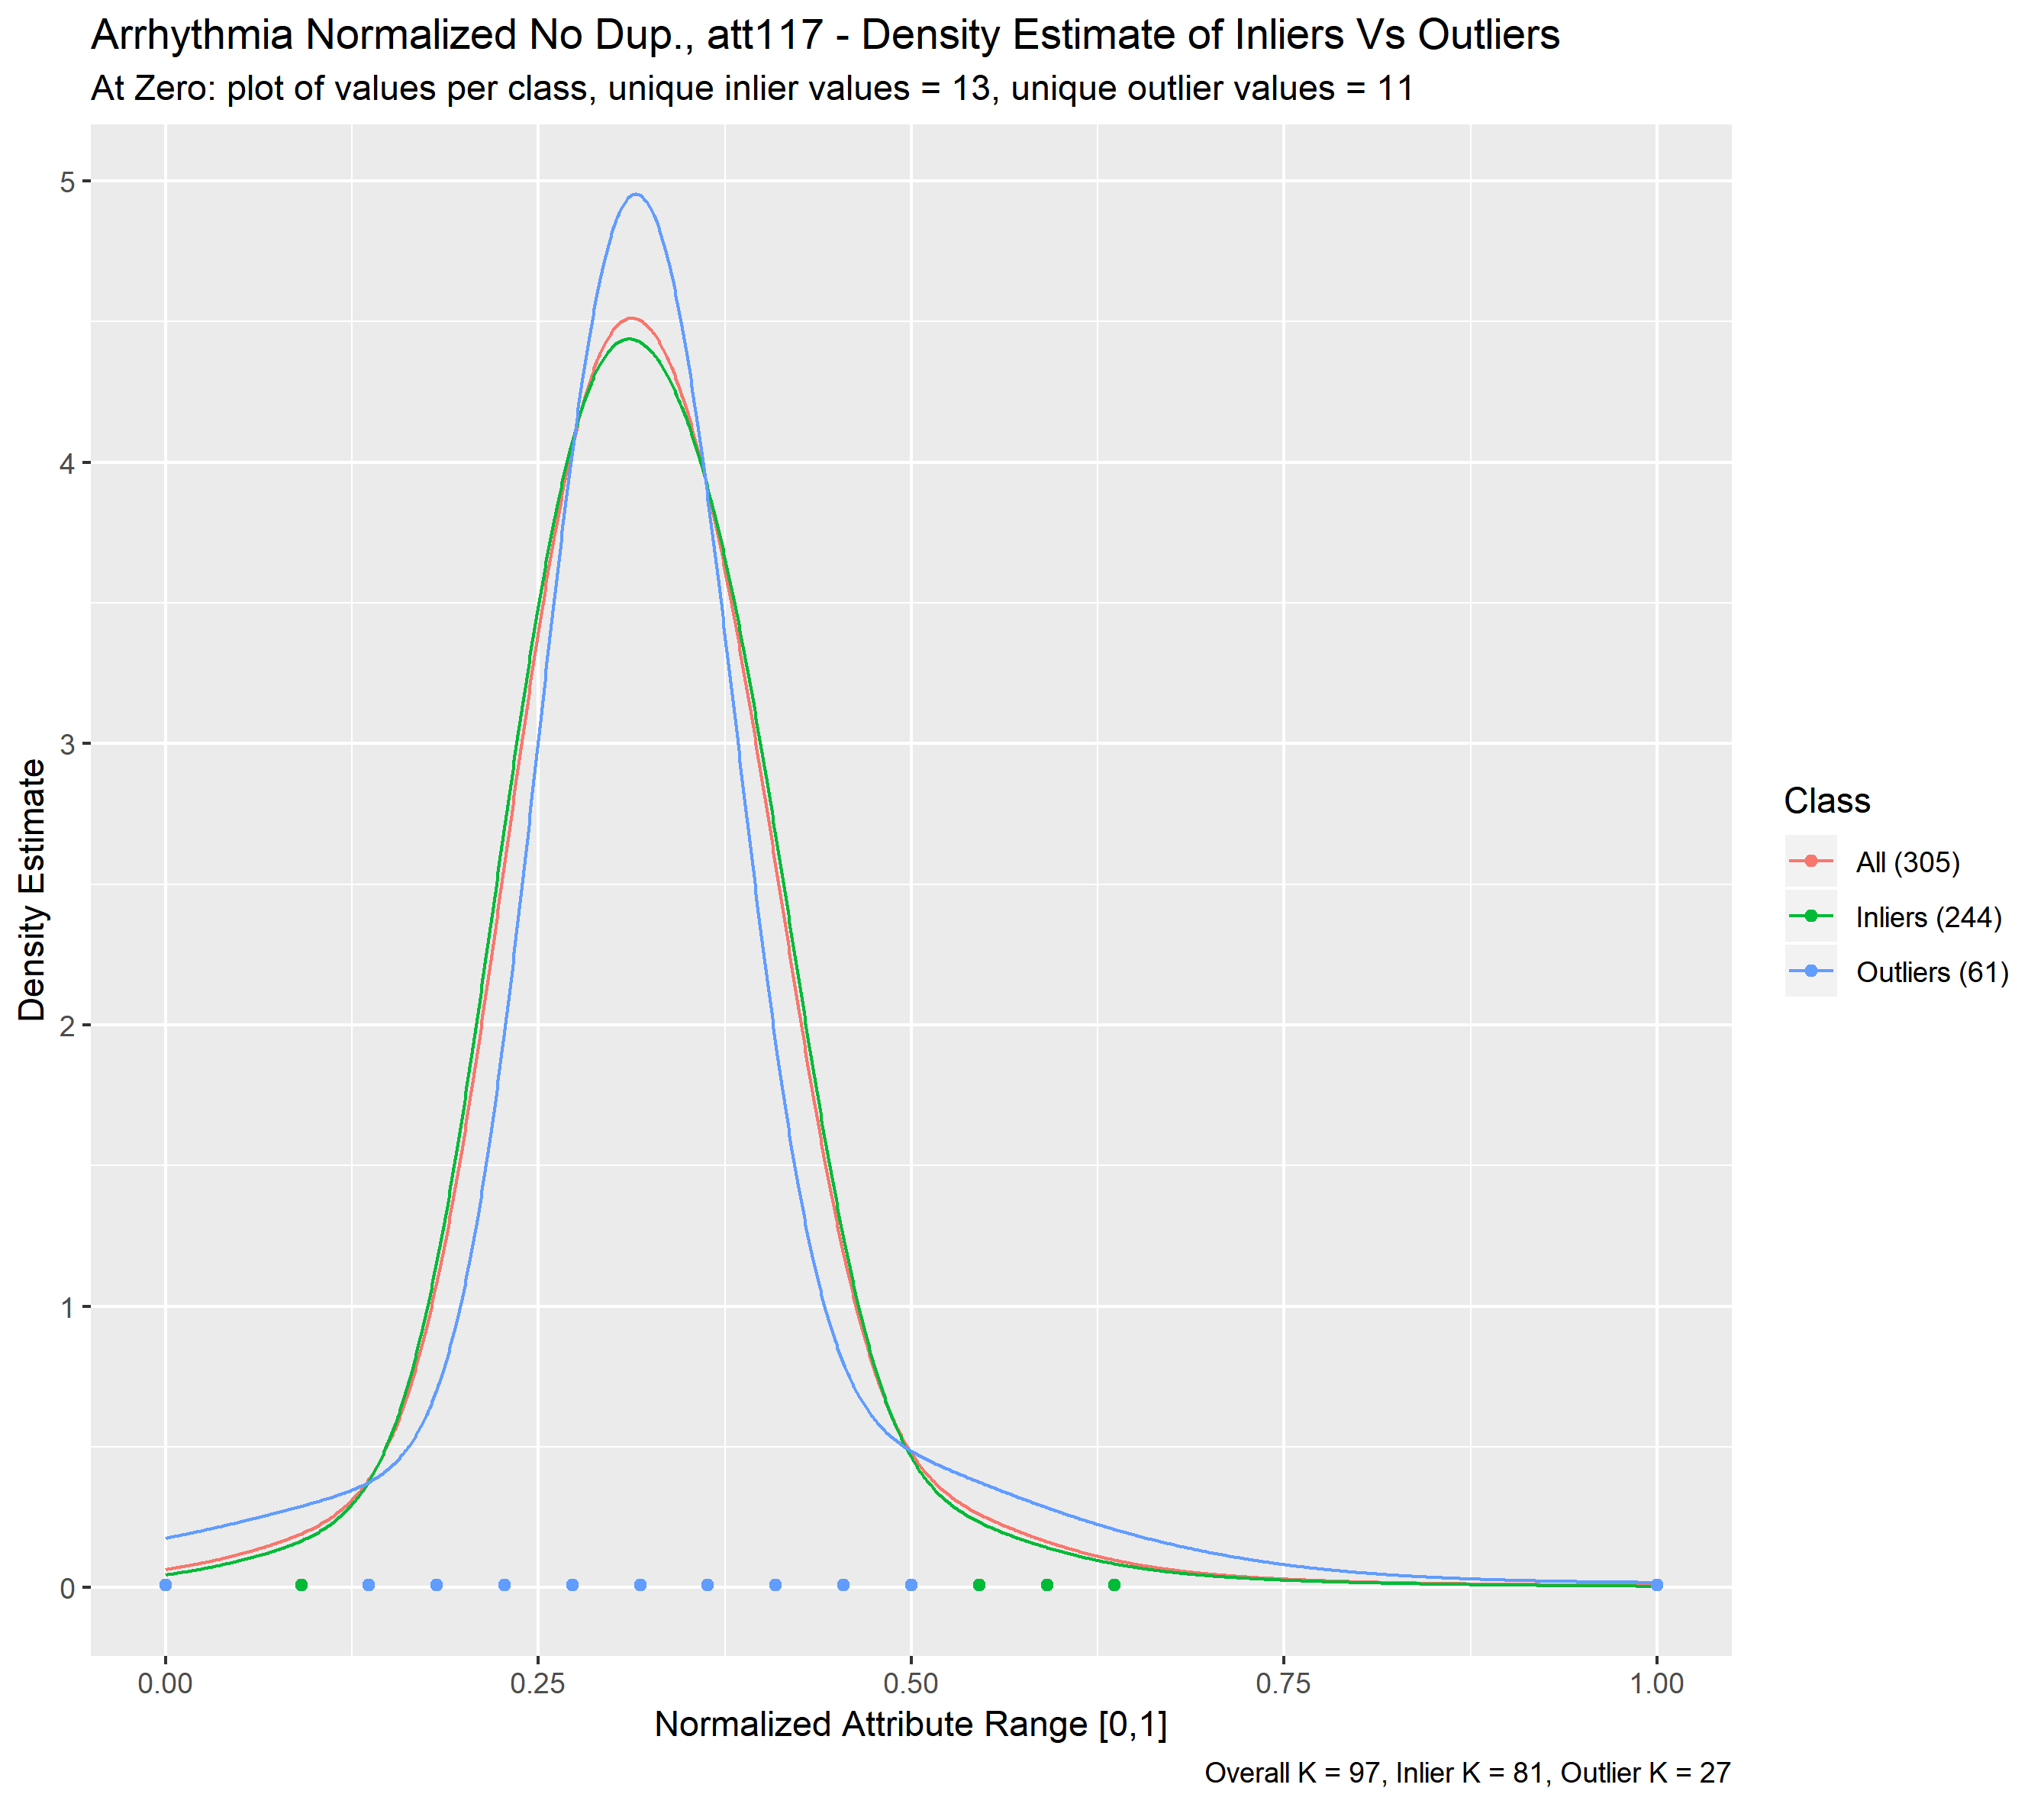 Arrhythmia Normalized No Dup., att117 - Density Estimate of Inliers Vs Outliers
At Zero: plot of values per class, unique inlier values = 13, unique outlier values = 11
5
4
3
2
1
0
Density Estimate
0.00 0.25 0.50 0.75 1.00
Normalized Attribute Range [0,1]
Class
All (305)
Inliers (244)
Outliers (61)
Overall K = 97, Inlier K = 81, Outlier K = 27